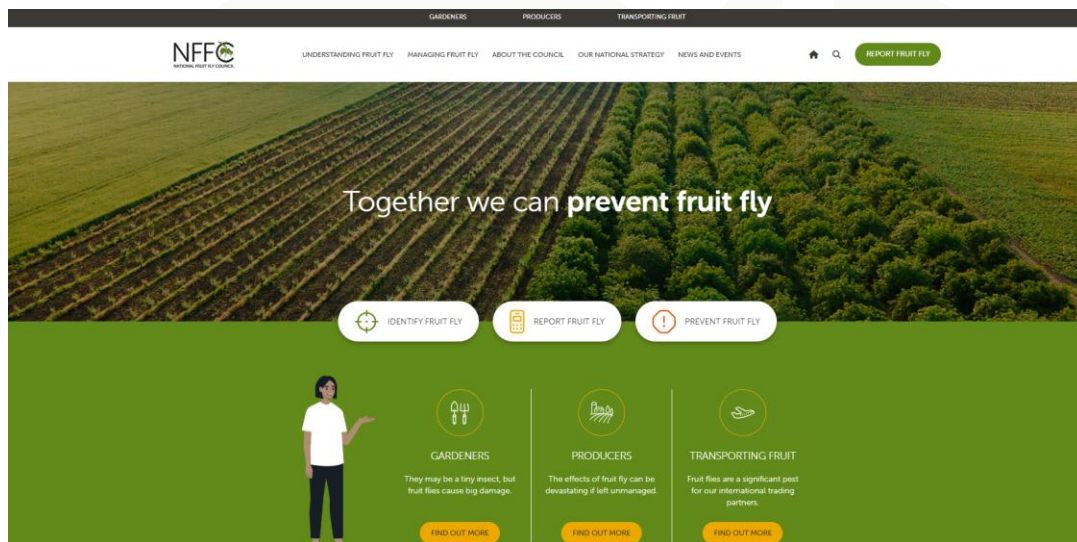 GARDENERS PRODUCERS TRANSPORTING FRUIT
NFFC
NATIONAL FRUIT FLY COUNCIL
UNDERSTANDING FRUIT FLY MANAGING FRUIT FLY ABOUT THE COUNCIL OUR NATIONAL STRATEGY NEWS AND EVENTS
REPORT FRUIT FLY
Together we can prevent fruit fly
IDENTIFY FRUIT FLY
REPORT FRUIT FLY
PREVENT FRUIT FLY
GARDENERS
They may be a tiny insect, but
fruit flies cause big damage.
FIND OUT MORE
PRODUCERS
The effects of fruit fly can be
devastating if left unmanaged.
FIND OUT MORE
TRANSPORTING FRUIT
Fruit flies are a significant pest
for our international trading
partners.
FIND OUT MORE